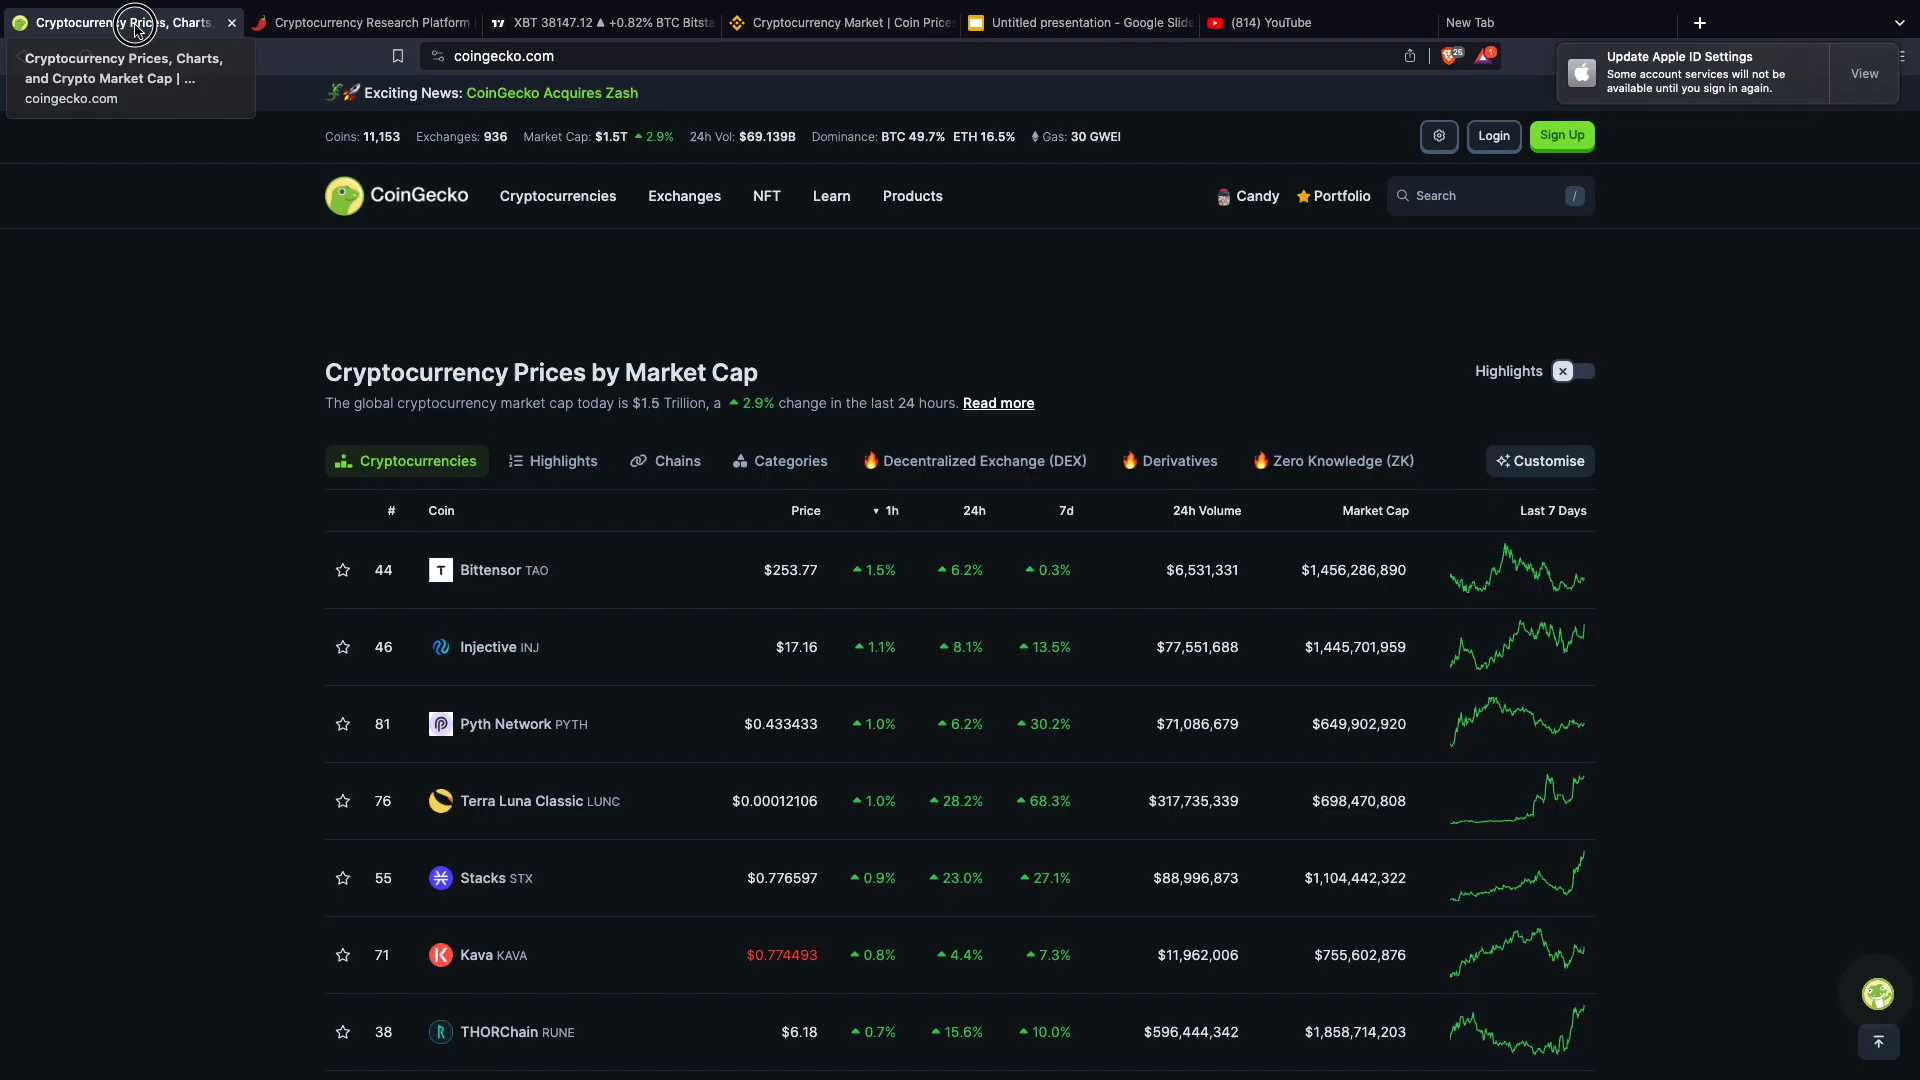 Cryptocurrency Prices, Charts,
Cryptocurrency Research Platform
XBT 38147.12 ▲ +0.82% BTC Bitsta
Cryptocurrency Market | Coin Price
Untitled presentation - Google Slide
(814) YouTube
New Tab
Cryptocurrency Prices, Charts,
and Crypto Market Cap | ...
coingecko.com
coingecko.com
25
1
Update Apple ID Settings
Some account services will not be
available until you sign in again.
View
Exciting News: CoinGecko Acquires Zash
Coins: 11,153 Exchanges: 936 Market Cap: $1.5T 2.9% 24h Vol: $69.139B Dominance: BTC 49.7% ETH 16.5% Gas: 30 GWEI
Login
Sign Up
CoinGecko
Cryptocurrencies Exchanges NFT Learn Products
Candy Portfolio Search /
Cryptocurrency Prices by Market Cap
Highlights
The global cryptocurrency market cap today is $1.5 Trillion, a 2.9% change in the last 24 hours. Read more
Cryptocurrencies Highlights Chains Categories Decentralized Exchange (DEX) Derivatives Zero Knowledge (ZK) Customise
# Coin Price 1h 24h 7d 24h Volume Market Cap Last 7 Days
44 T Bittensor TAO $253.77 1.5% 6.2% 0.3% $6,531,331 $1,456,286,890
46 Injective INJ $17.16 1.1% 8.1% 13.5% $77,551,688 $1,445,701,959
81 Pyth Network PYTH $0.433433 1.0% 6.2% 30.2% $71,086,679 $649,902,920
76 Terra Luna Classic LUNC $0.00012106 1.0% 28.2% 68.3% $317,735,339 $698,470,808
55 Stacks STX $0.776597 0.9% 23.0% 27.1% $88,996,873 $1,104,442,322
71 Kava KAVA $0.774493 0.8% 4.4% 7.3% $11,962,006 $755,602,876
38 THORChain RUNE $6.18 0.7% 15.6% 10.0% $596,444,342 $1,858,714,203